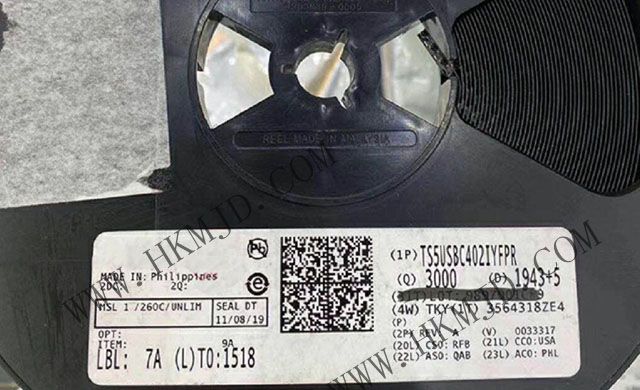 REEL MADE IN MALAYSIA
WWW.HKMJD.COM
WWW.HKMJD.COM
Pb
e
MADE IN: Philippines
2DC: 2Q:
MSL 1 /260C/UNLIM
SEAL DT
11/08/19
OPT:
ITEM: 9A
LBL: 7A (L)TO:1518
(1P) TS5USBC402IYFPR
(Q) 3000 (D) 1943+5
(4W) TKY(1T) 3564318ZE4
(P)
(2P) REV: A (V) 0033317
(20L) CSO: RFB (21L) CCO:USA
(22L) ASO: QAB (23L) ACO: PHL